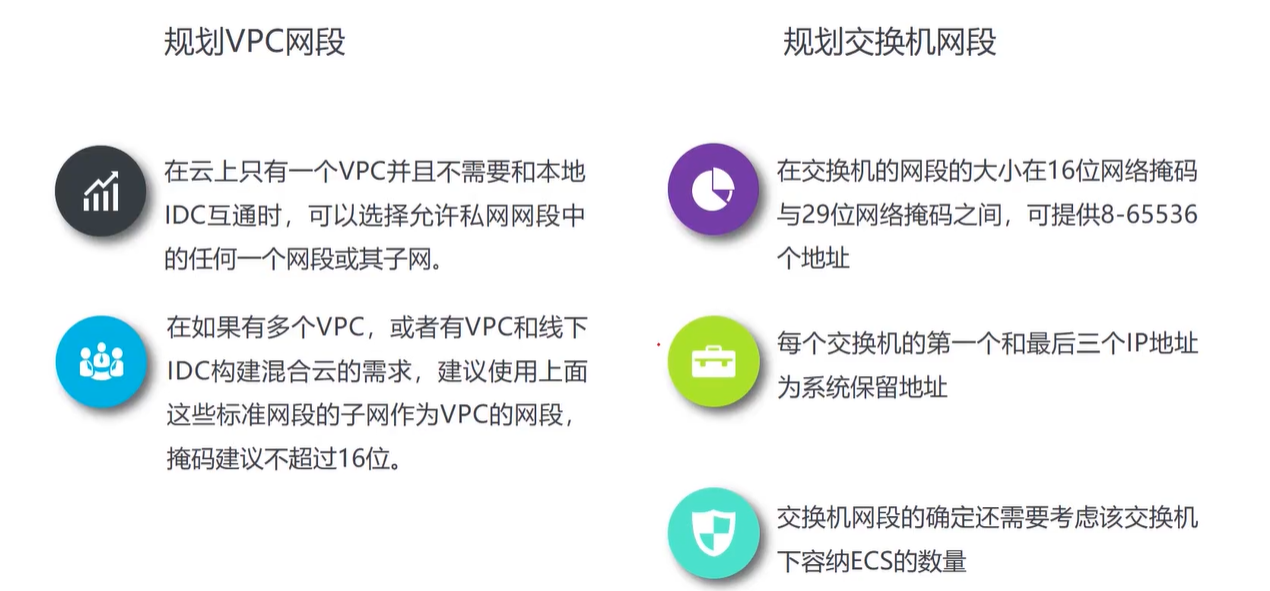 规划VPC网段
在云上只有一个VPC并且不需要和本地
IDC互通时，可以选择允许私网网段中
的任何一个网段或其子网。
在如果有多个VPC，或者有VPC和线下
IDC构建混合云的需求，建议使用上面
这些标准网段的子网作为VPC的网段，
掩码建议不超过16位。
规划交换机网段
在交换机的网段的大小在16位网络掩码
与29位网络掩码之间，可提供8-65536
个地址
每个交换机的第一个和最后三个IP地址
为系统保留地址
交换机网段的确定还需要考虑该交换机
下容纳ECS的数量